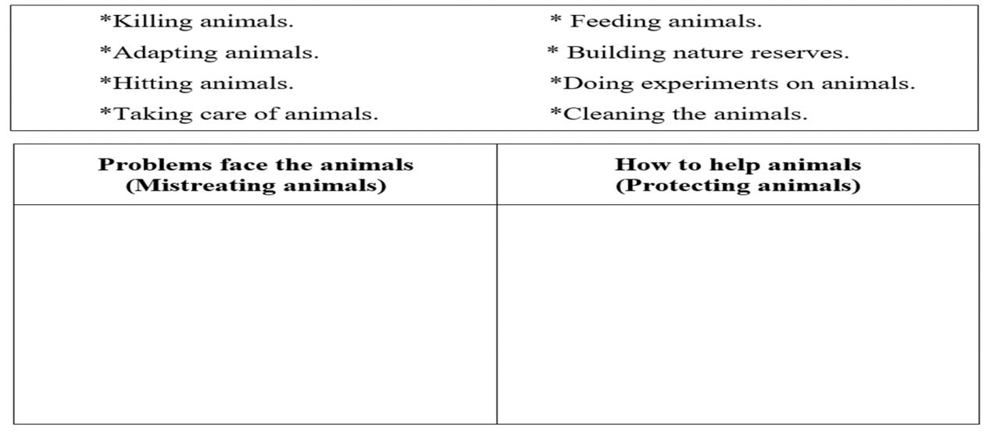 *Killing animals.
* Feeding animals.
*Adapting animals.
* Building nature reserves.
*Hitting animals.
*Doing experiments on animals.
*Taking care of animals.
*Cleaning the animals.
Problems face the animals
(Mistreating animals)
How to help animals
(Protecting animals)